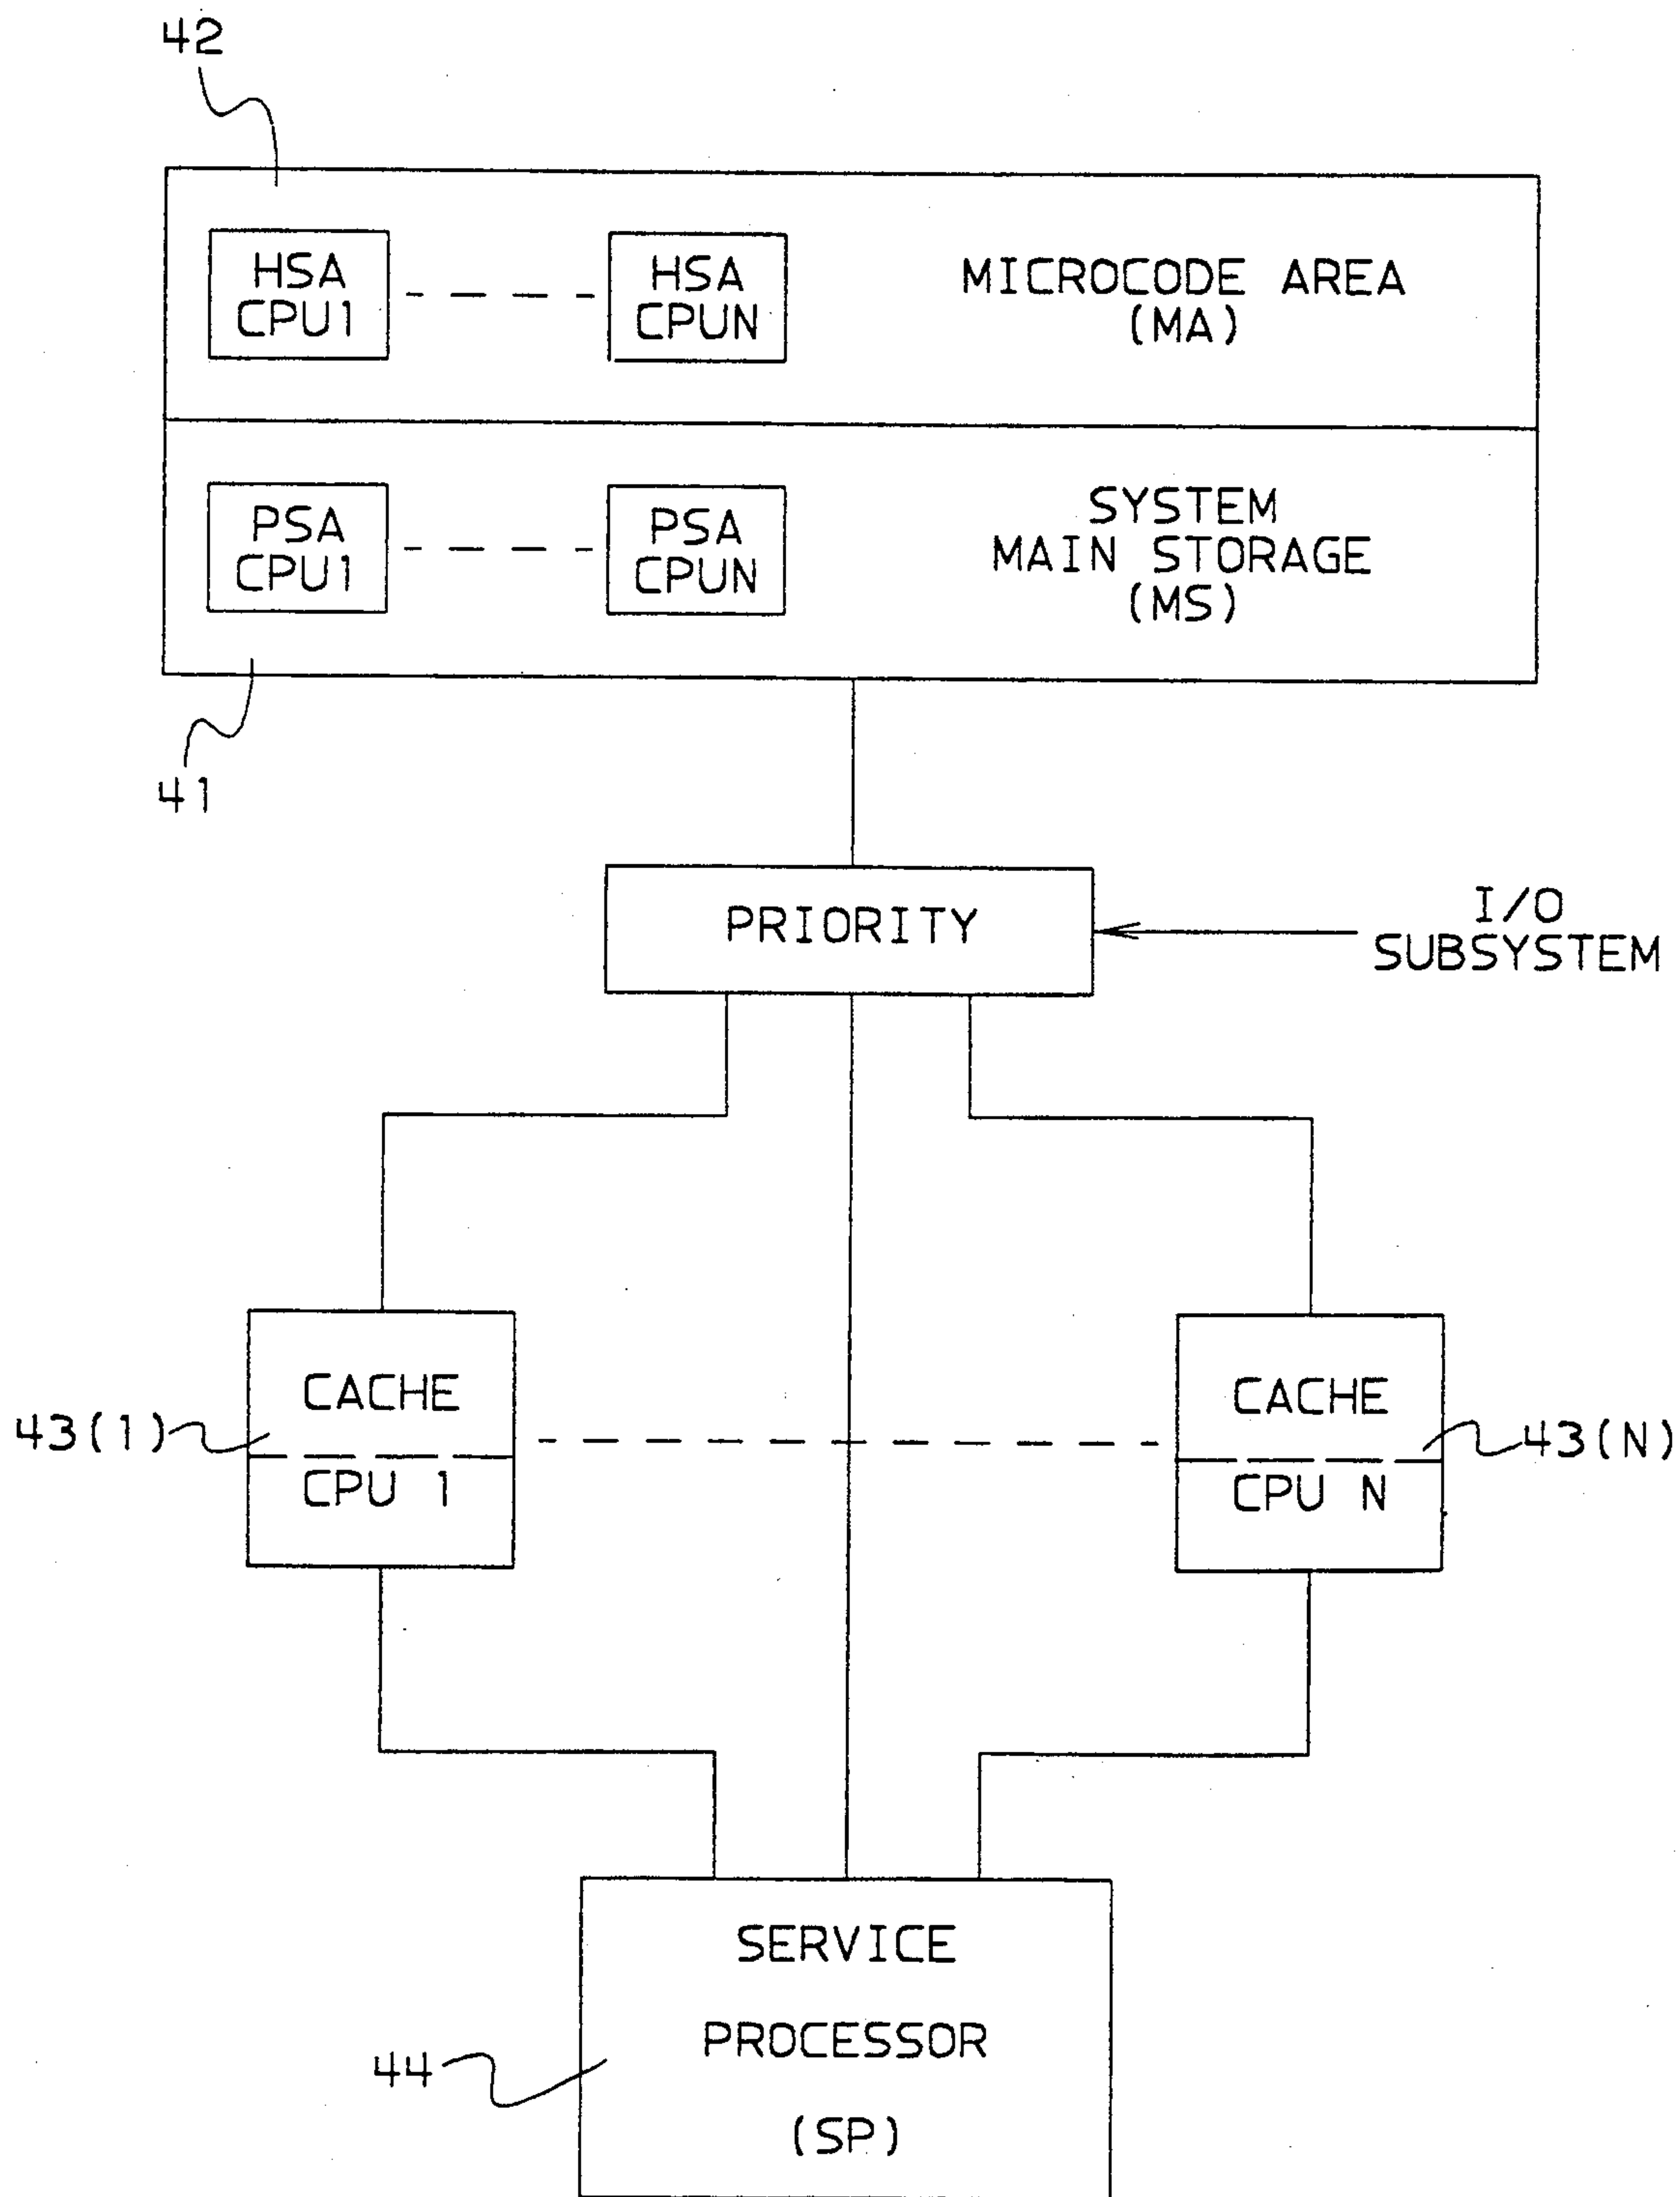 42
HSA
CPU1
HSA
CPUN
MICROCODE AREA
(MA)
PSA
CPU1
PSA
CPUN
SYSTEM
MAIN STORAGE
(MS)
41
PRIORITY
I/O
SUBSYSTEM
CACHE
CPU 1
43(1)
CACHE
CPU N
43(N)
SERVICE
PROCESSOR
(SP)
44